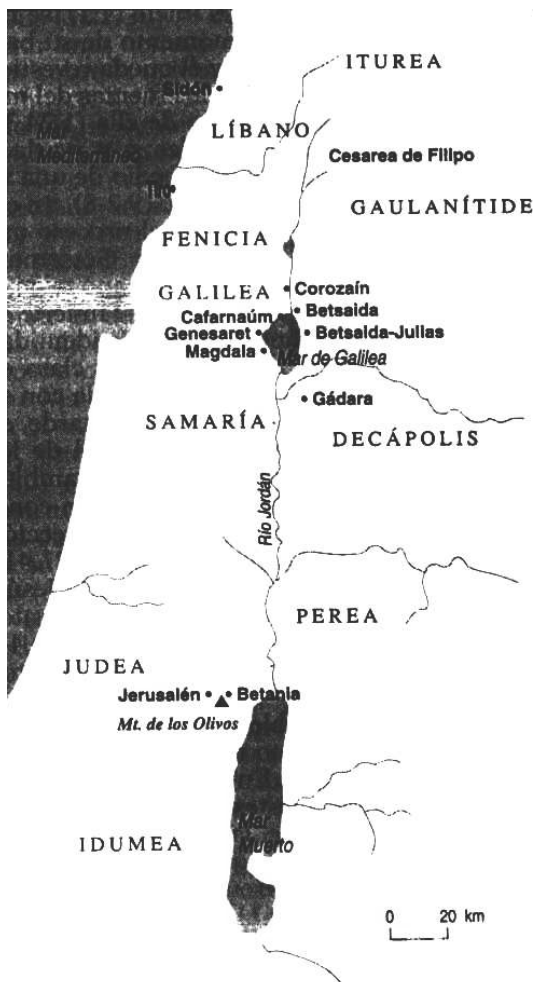 ITUREA
Sidón
LÍBANO
Mar
Mediterráneo
Cesarea de Filipo
Tiro
GAULANÍTIDE
FENICIA
GALILEA
Corozaín
Betsaida
Cafarnaúm
Genesaret
Betsaida-Julias
Magdala
Mar de Galilea
Gádara
SAMARÍA
DECÁPOLIS
Río Jordán
PEREA
JUDEA
Jerusalén
Betania
Mt. de los Olivos
Mar
Muerto
IDUMEA
0 20 km